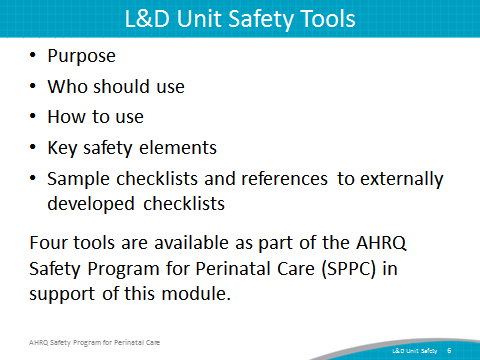 L&D Unit Safety Tools
• Purpose
• Who should use
• How to use
• Key safety elements
• Sample checklists and references to externally
developed checklists
Four tools are available as part of the AHRQ
Safety Program for Perinatal Care (SPPC) in
support of this module.
AHRQ Safety Program for Perinatal Care
L&D Unit Safety 6